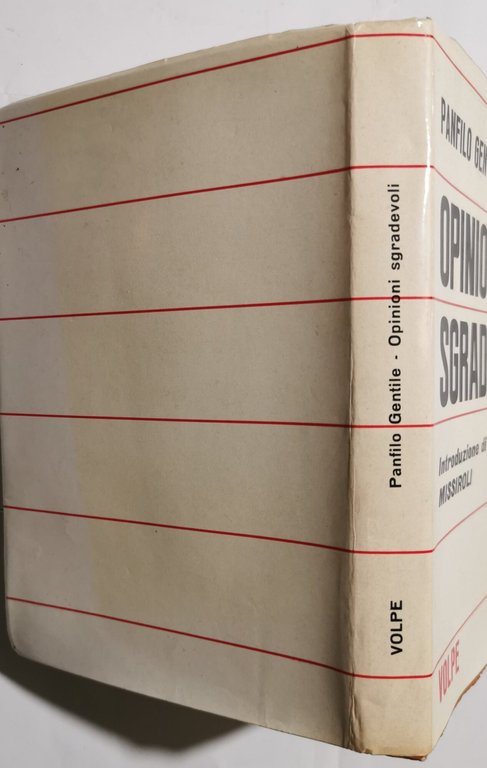 Panfilo Gentile - Opinioni sgradevoli
VOLPE
PANFILO GEN
OPINIO
SGRAD
Introduzione di
MISSIROLI
VOLPE